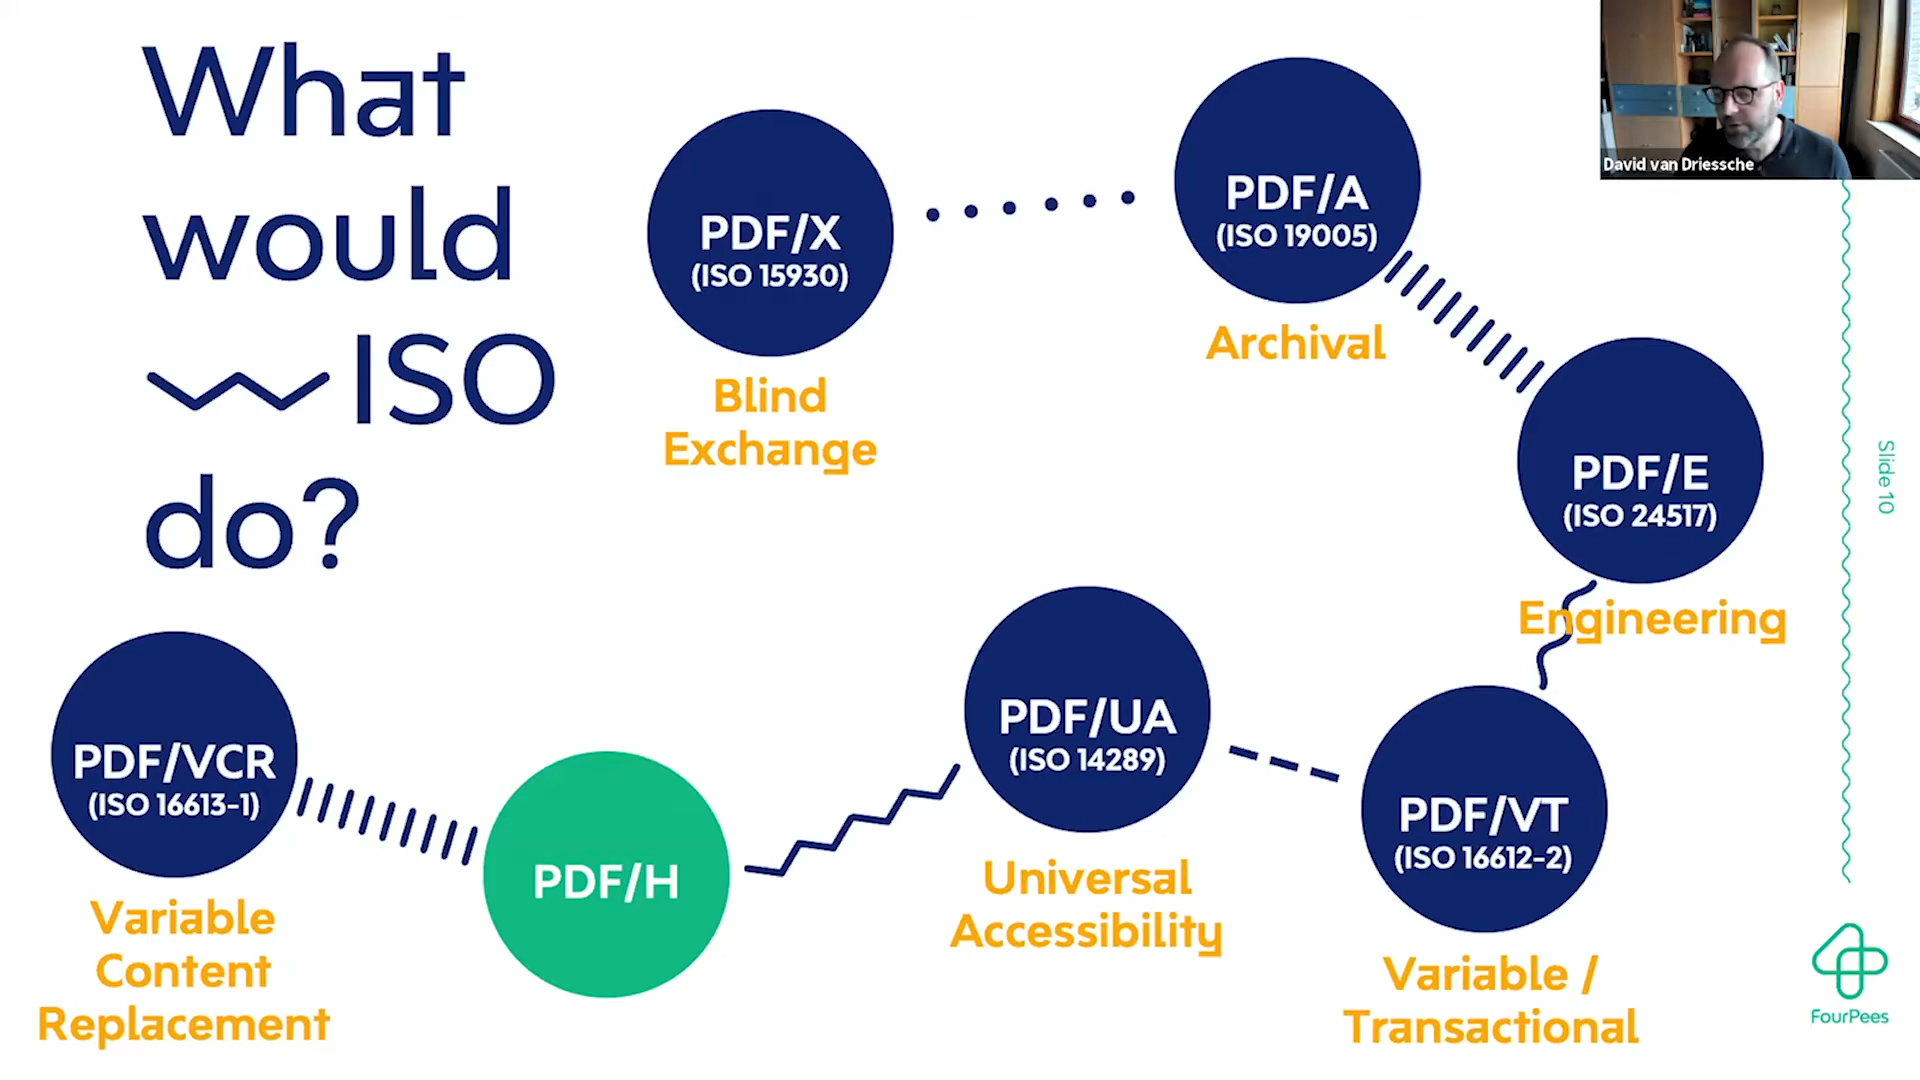 What
would
ISO
do?
PDF/X
(ISO 15930)
Blind
Exchange
PDF/A
(ISO 19005)
Archival
PDF/E
(ISO 24517)
Engineering
PDF/VT
(ISO 16612-2)
Variable /
Transactional
PDF/UA
(ISO 14289)
Universal
Accessibility
PDF/H
PDF/VCR
(ISO 16613-1)
Variable
Content
Replacement
David van Driessche
Slide 10
FourPees